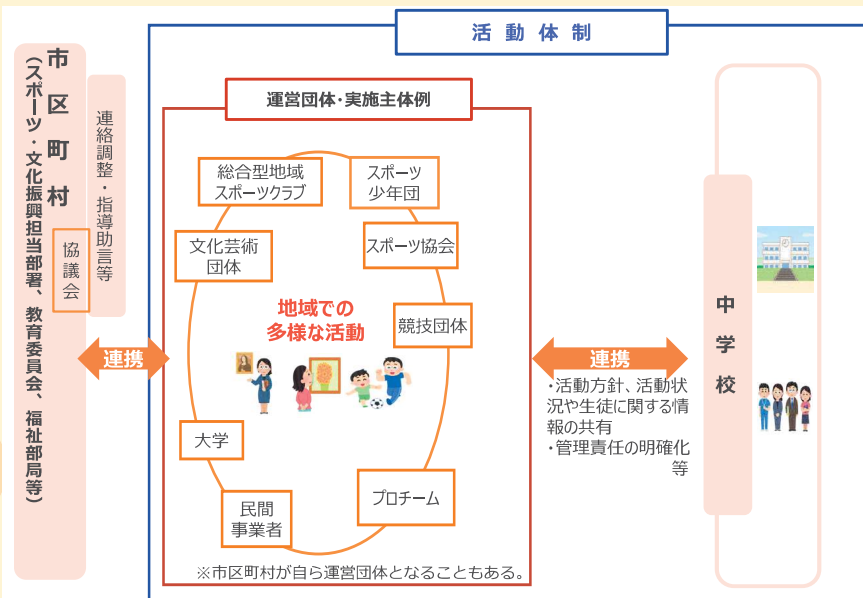 活動体制
市区町村
（スポーツ・文化振興担当部署、教育委員会、福祉部局等）
協議会
連絡調整・指導助言等
連携
運営団体・実施主体例
総合型地域
スポーツクラブ
スポーツ
少年団
文化芸術
団体
スポーツ協会
地域での
多様な活動
競技団体
大学
プロチーム
民間
事業者
※市区町村が自ら運営団体となることもある。
連携
・活動方針、活動状
況や生徒に関する情
報の共有
・管理責任の明確化
等
中学校